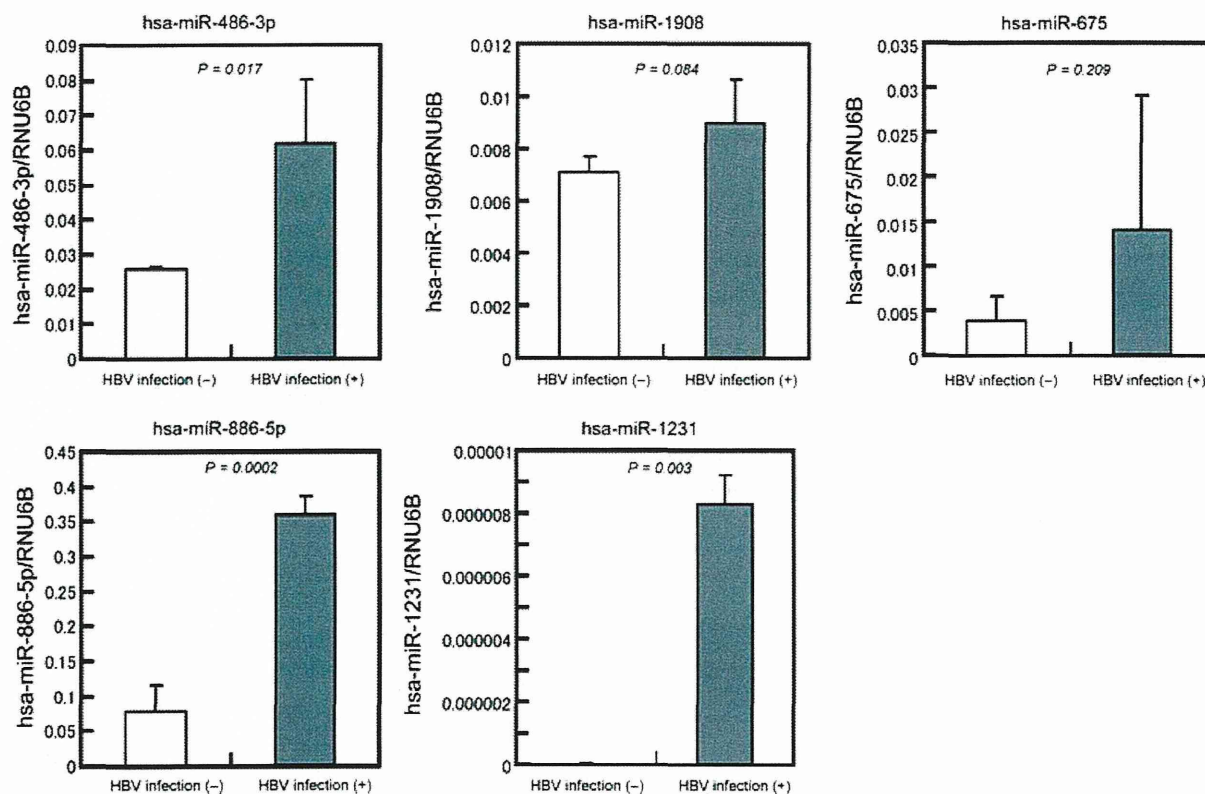 hsa-miR-486-3p
hsa-miR-486-3p/RNU6B
0.09
0.08
0.07
0.06
0.05
0.04
0.03
0.02
0.01
0
P = 0 017
HBV infection (–)
HBV infection (+)
hsa-miR-1908
hsa-miR-1908/RNU6B
0.012
0.01
0.008
0.006
0.004
0.002
0
P = 0.084
HBV infection (–)
HBV infection (+)
hsa-miR-675
hsa-miR-675/RNU6B
0.035
0.03
0.025
0.02
0.015
0.01
0.005
0
P = 0.209
HBV infection (–)
HBV infection (+)
hsa-miR-886-5p
hsa-miR-886-5p/RNU6B
0.45
0.4
0.35
0.3
0.25
0.2
0.15
0.1
0.05
0
P = 0.0002
HBV infection (–)
HBV infection (+)
hsa-miR-1231
hsa-miR-1231/RNU6B
0.00001
0.000008
0.000006
0.000004
0.000002
0
P = 0 003
HBV infection (–)
HBV infection (+)